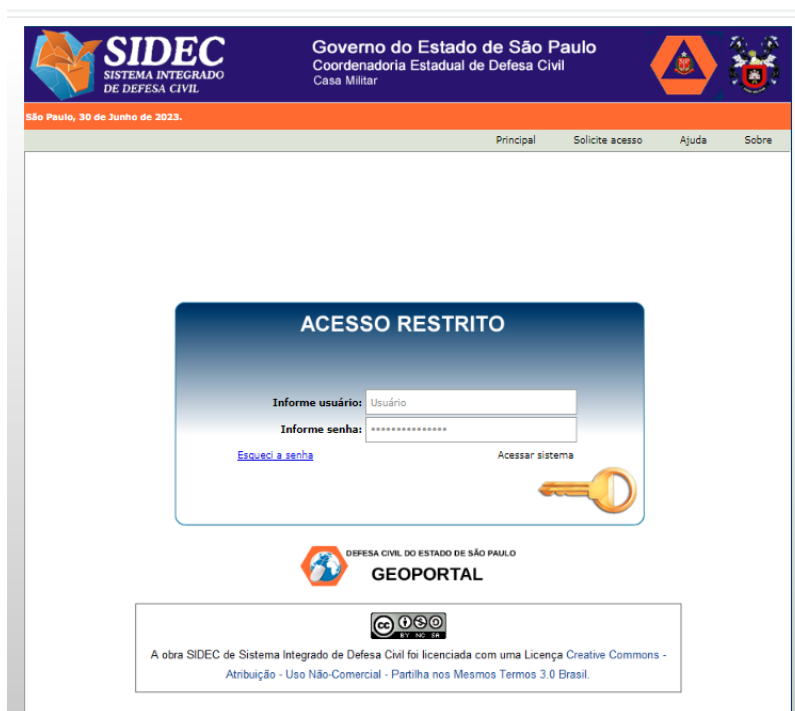 SIDEC
SISTEMA INTEGRADO
DE DEFESA CIVIL
Governo do Estado de São Paulo
Coordenadoria Estadual de Defesa Civil
Casa Militar
São Paulo, 30 de Junho de 2023.
Principal Solicite acesso Ajuda Sobre
ACESSO RESTRITO
Informe usuário: Usuário
Informe senha: •••••••••••••••
Esqueci a senha Acessar sistema
DEFESA CIVIL DO ESTADO DE SÃO PAULO
GEOPORTAL
cc
BY NC SA
A obra SIDEC de Sistema Integrado de Defesa Civil foi licenciada com uma Licença Creative Commons -
Atribuição - Uso Não-Comercial - Partilha nos Mesmos Termos 3.0 Brasil.